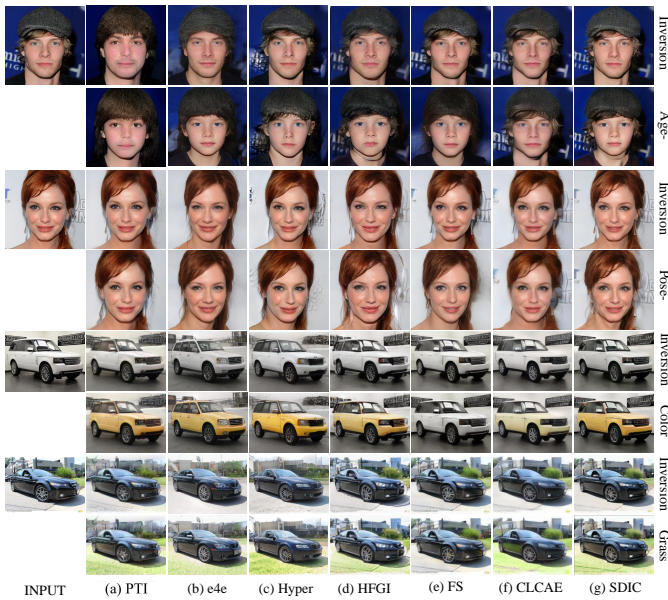 Inversion
Age-
Inversion
Pose-
Inversion
Color
Inversion
Grass
INPUT (a) PTI (b) e4e (c) Hyper (d) HFGI (e) FS (f) CLCAE (g) SDIC